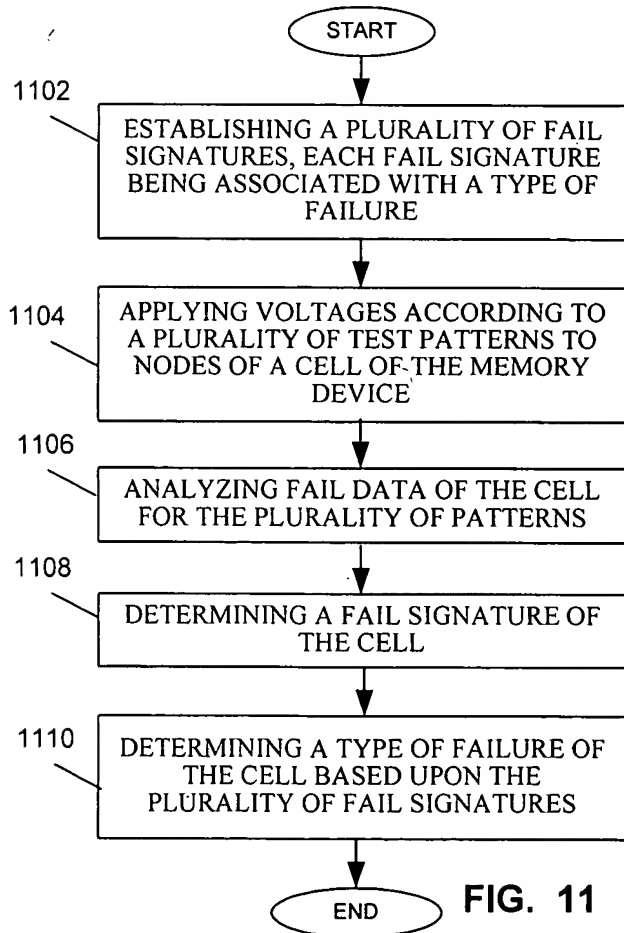 START
1102
ESTABLISHING A PLURALITY OF FAIL
SIGNATURES, EACH FAIL SIGNATURE
BEING ASSOCIATED WITH A TYPE OF
FAILURE
1104
APPLYING VOLTAGES ACCORDING TO
A PLURALITY OF TEST PATTERNS TO
NODES OF A CELL OF THE MEMORY
DEVICE
1106
ANALYZING FAIL DATA OF THE CELL
FOR THE PLURALITY OF PATTERNS
1108
DETERMINING A FAIL SIGNATURE OF
THE CELL
1110
DETERMINING A TYPE OF FAILURE OF
THE CELL BASED UPON THE
PLURALITY OF FAIL SIGNATURES
END
FIG. 11